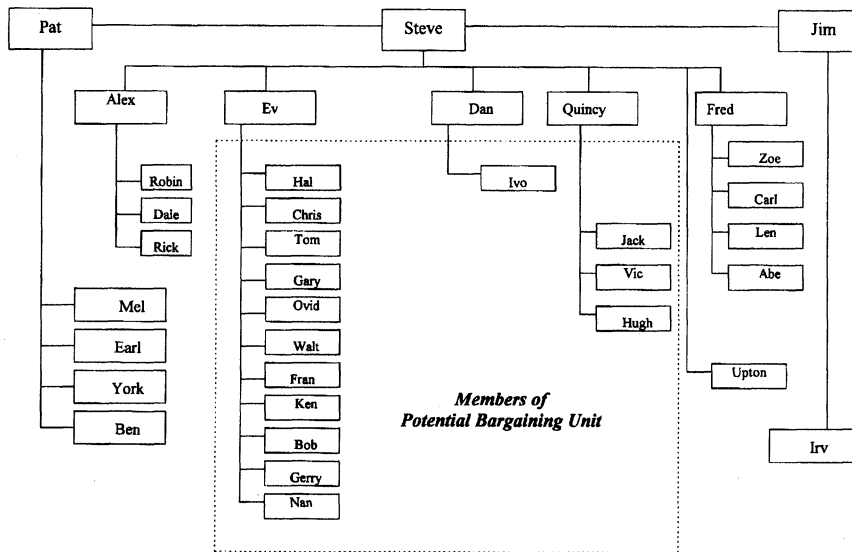 Pat
Steve
Jim
Alex
Ev
Dan
Quincy
Fred
Robin
Dale
Rick
Hal
Chris
Tom
Gary
Ovid
Walt
Fran
Ken
Bob
Gerry
Nan
Ivo
Jack
Vic
Hugh
Zoe
Carl
Len
Abe
Mel
Earl
York
Ben
Upton
Irv
Members of
Potential Bargaining Unit